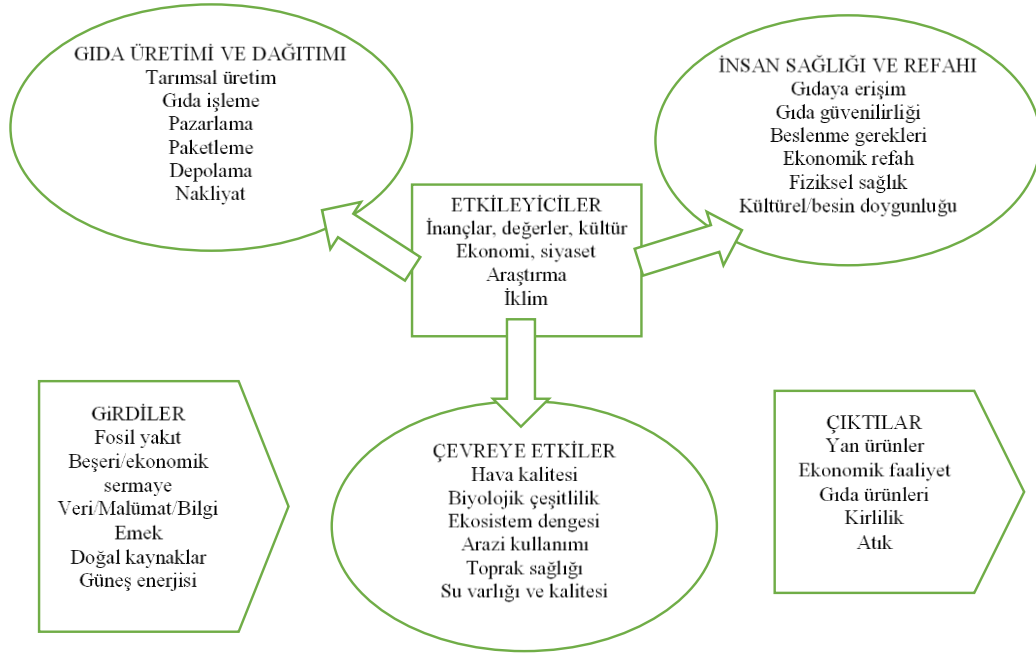 GIDA ÜRETİMİ VE DAĞITIMI
Tarımsal üretim
Gıda işleme
Pazarlama
Paketleme
Depolama
Nakliyat
İNSAN SAĞLIĞI VE REFAHI
Gıdaya erişim
Gıda güvenilirliği
Beslenme gerekleri
Ekonomik refah
Fiziksel sağlık
Kültürel/besin doygunluğu
ETKİLEYİCİLER
İnançlar, değerler, kültür
Ekonomi, siyaset
Araştırma
İklim
GiRDİLER
Fosil yakıt
Beşeri/ekonomik
sermaye
Veri/Malümat/Bilgi
Emek
Doğal kaynaklar
Güneş enerjisi
ÇEVREYE ETKİLER
Hava kalitesi
Biyolojik çeşitlilik
Ekosistem dengesi
Arazi kullanımı
Toprak sağlığı
Su varlığı ve kalitesi
ÇIKTILAR
Yan ürünler
Ekonomik faaliyet
Gıda ürünleri
Kirlilik
Atık